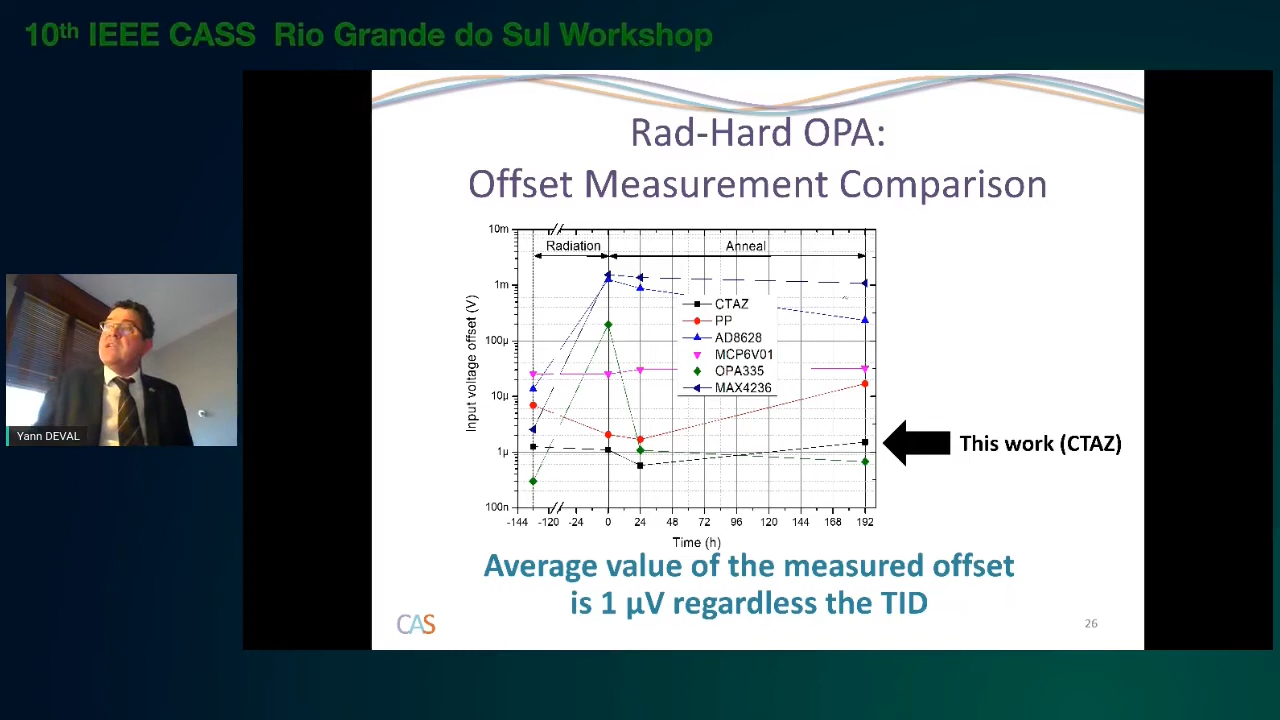 10th IEEE CASS Rio Grande do Sul Workshop
Rad-Hard OPA:
Offset Measurement Comparison
10m
1m
100µ
10µ
1µ
100n
Input voltage offset (V)
Radiation
Anneal
CTAZ
PP
AD8628
MCP6V01
OPA335
MAX4236
-144 -120 -24 0 24 48 72 96 120 144 168 192
Time (h)
This work (CTAZ)
Average value of the measured offset
is 1 µV regardless the TID
CAS
26
Yann DEVAL